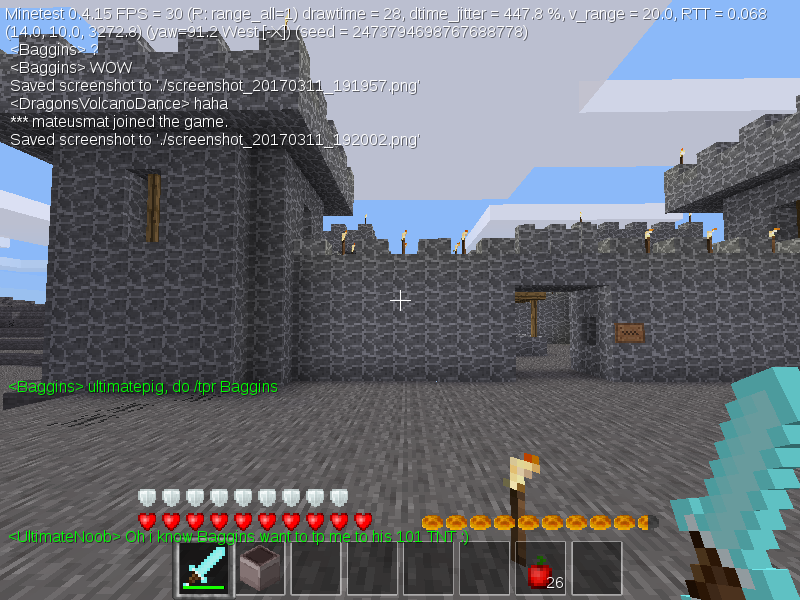 Minetest 0.4.15 FPS = 30 (P: range_all=1) drawtime = 28, dtime_jitter = 447.8 %, v_range = 20.0, RTT = 0.068
(14.0, 10.0, 3272.8) (yaw=91.2 West [-X]) (seed = 2473794698767688778)
<Baggins> ?
<Baggins> WOW
Saved screenshot to './screenshot_20170311_191957.png'
<DragonsVolcanoDance> haha
*** mateusmat joined the game.
Saved screenshot to './screenshot_20170311_192002.png'
<Baggins> ultimatepig, do /tpr Baggins
<UltimateNoob> Oh i know Baggins want to tp me to his 101 TNT :)
26